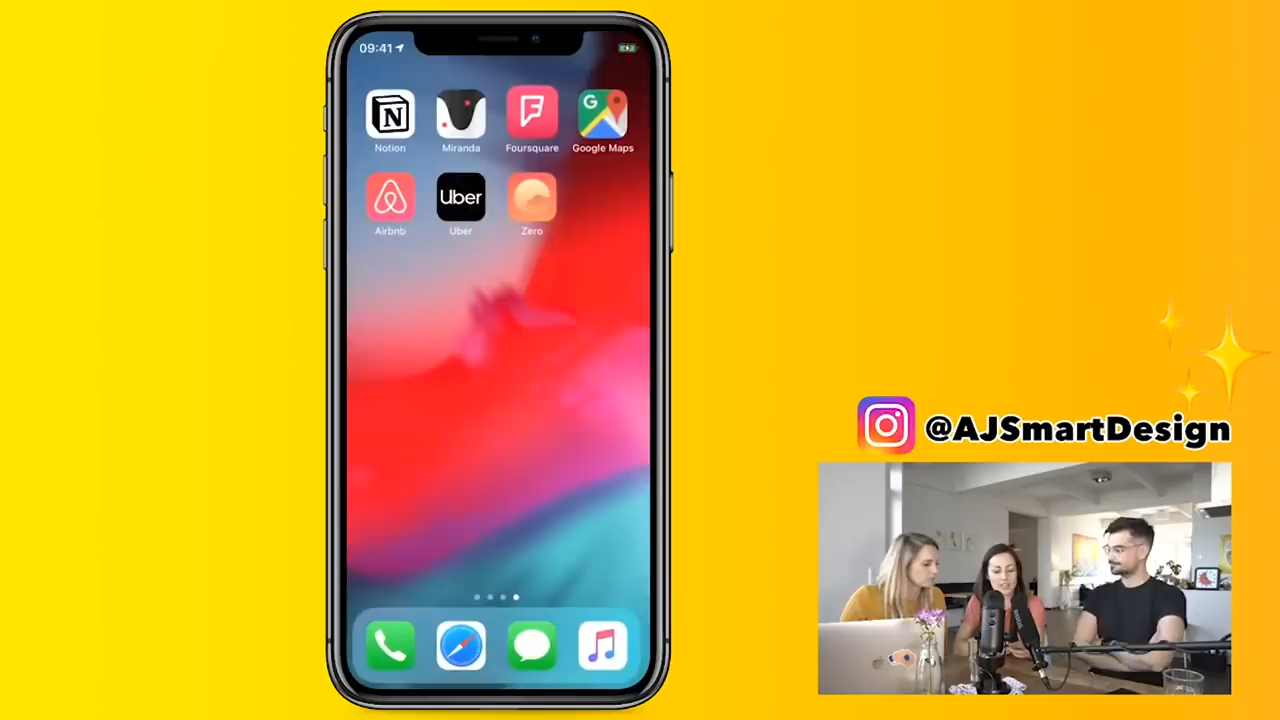 09:41
N
G
Notion
Miranda
Foursquare
Google Maps
Uber
Airbnb
Uber
Zero
@AJSmartDesign